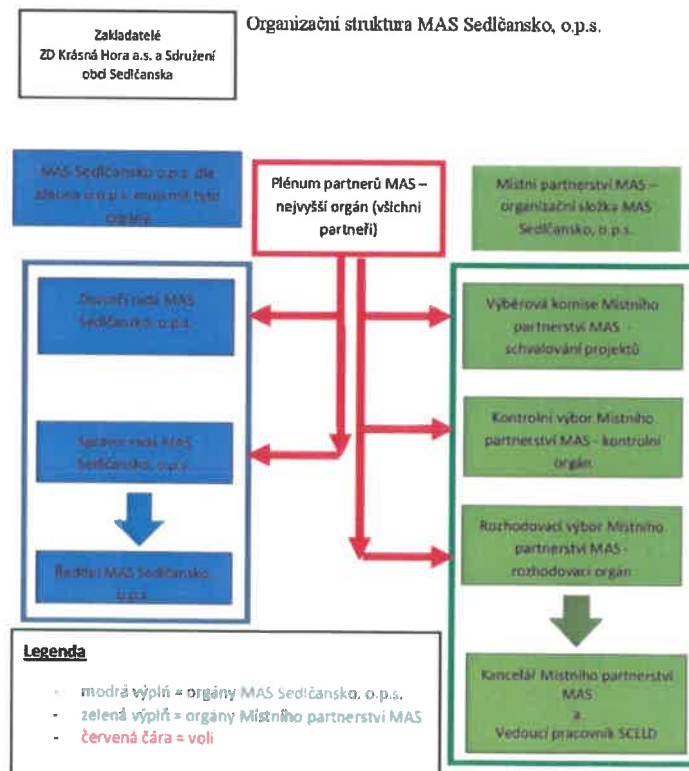 Organizační struktura MAS Sedlčansko, o.p.s.
Zakladatelé
ZD Krásná Hora a.s. a Sdružení
obcí Sedlčanska
MAS Sedlčansko o.p.s. dle
zákona o o.p.s. musí mít tyto
orgány
Plénum partnerů MAS –
nejvyšší orgán (všichni
partneři)
Místní partnerství MAS –
organizační složka MAS
Sedlčansko, o.p.s.
Dozorčí rada MAS
Sedlčansko, o.p.s.
Správní rada MAS
Sedlčansko, o.p.s.
Ředitel MAS Sedlčansko,
o.p.s.
Výběrová komise Místního
partnerství MAS -
schvalování projektů
Kontrolní výbor Místního
partnerství MAS - kontrolní
orgán
Rozhodovací výbor Místního
partnerství MAS -
rozhodovací orgán
Kancelář Místního partnerství
MAS
a
Vedoucí pracovník SCLLD
Legenda
- modrá výplň = orgány MAS Sedlčansko, o.p.s.
- zelená výplň = orgány Místního partnerství MAS
- červená čára = volí